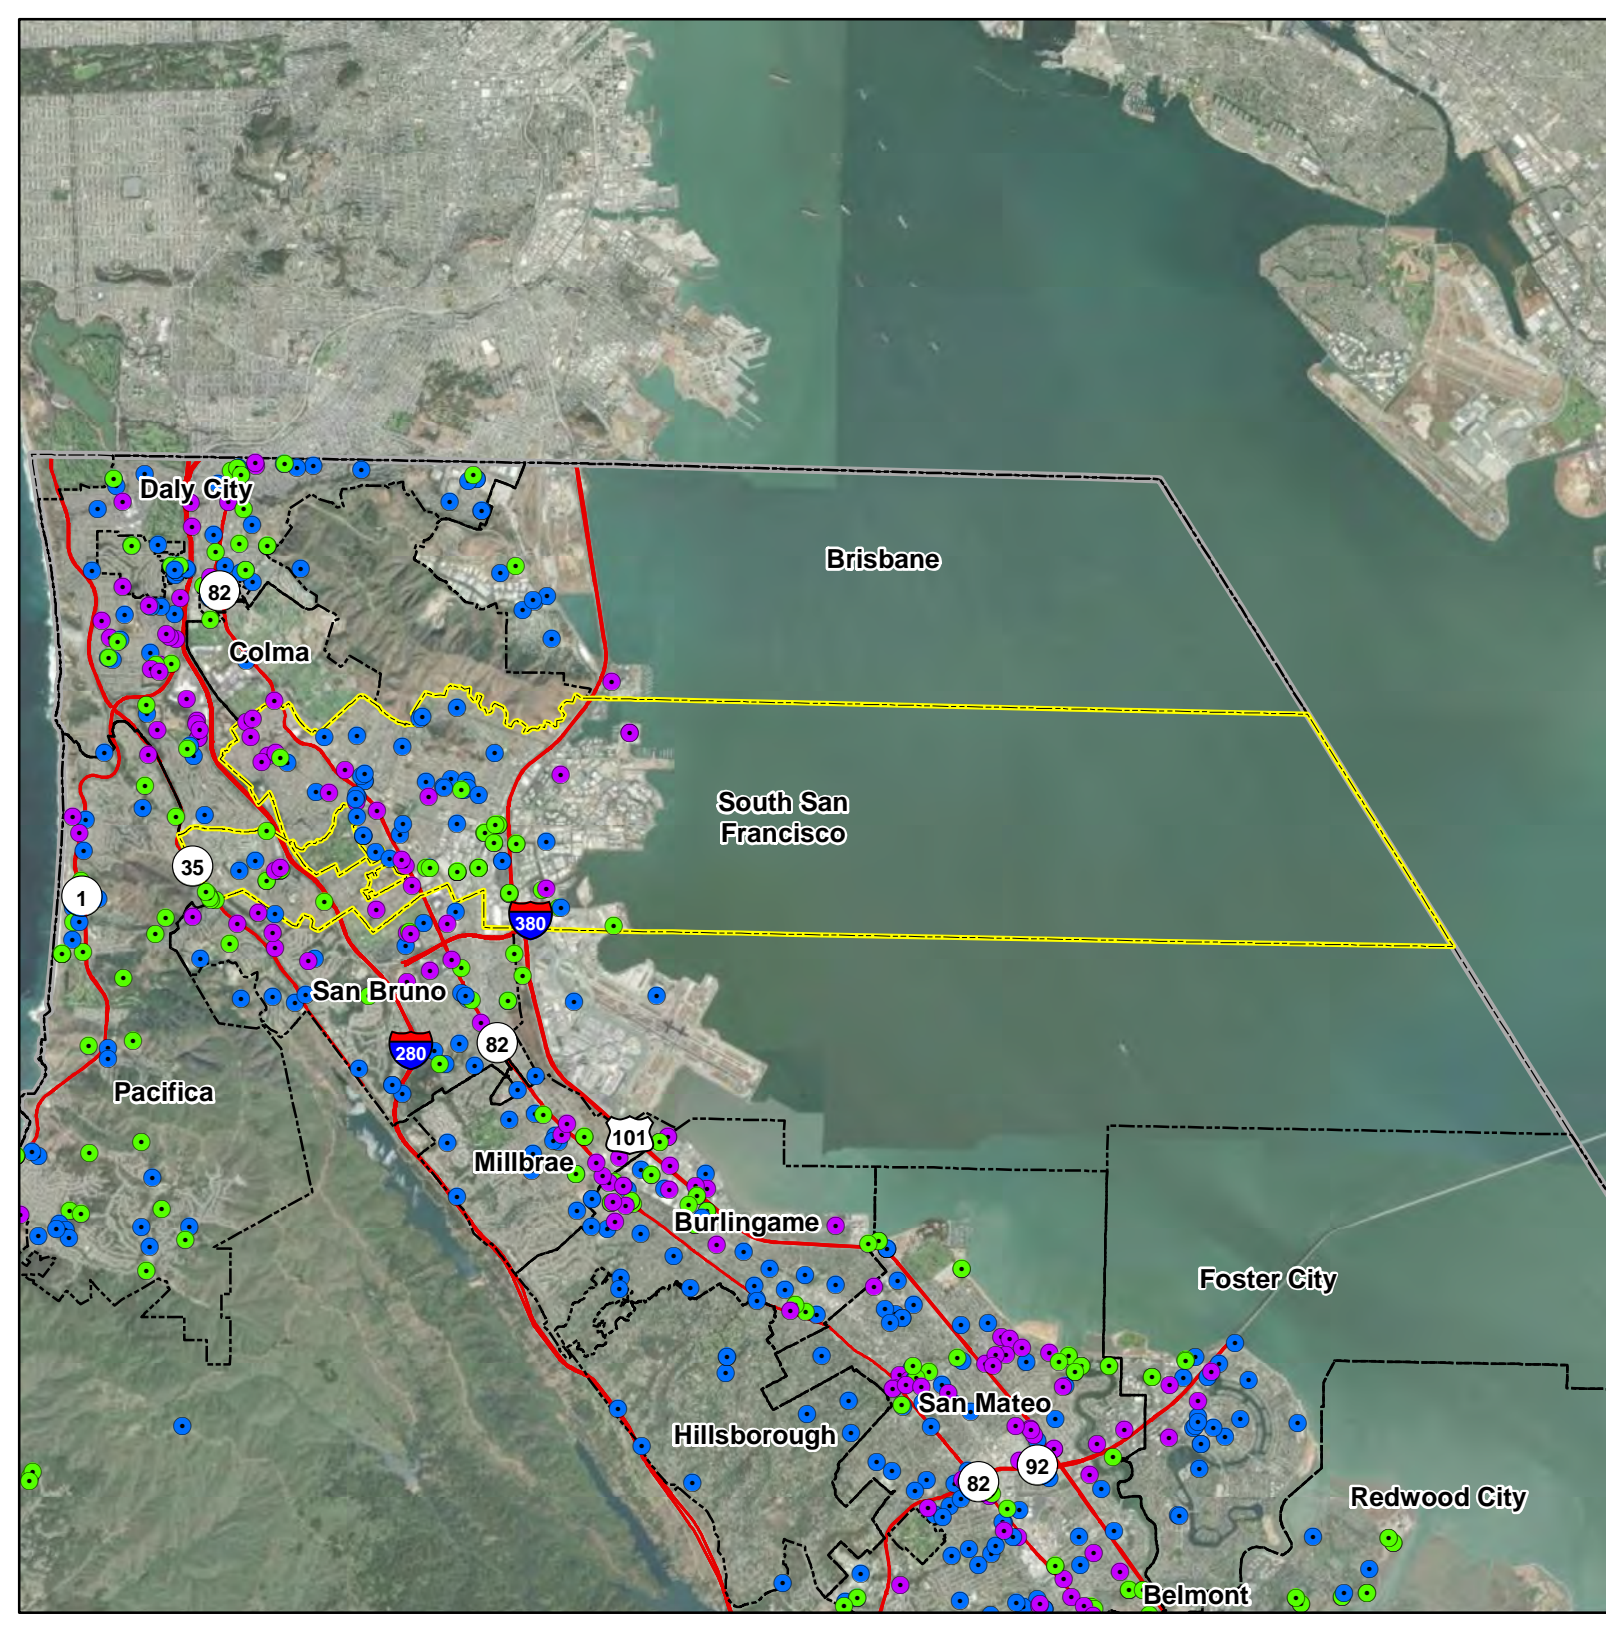 Daly City
Brisbane
82
Colma
South San
Francisco
35
1
380
San Bruno
280
82
Pacifica
101
Millbrae
Burlingame
Foster City
San Mateo
Hillsborough
92
82
Redwood City
Belmont